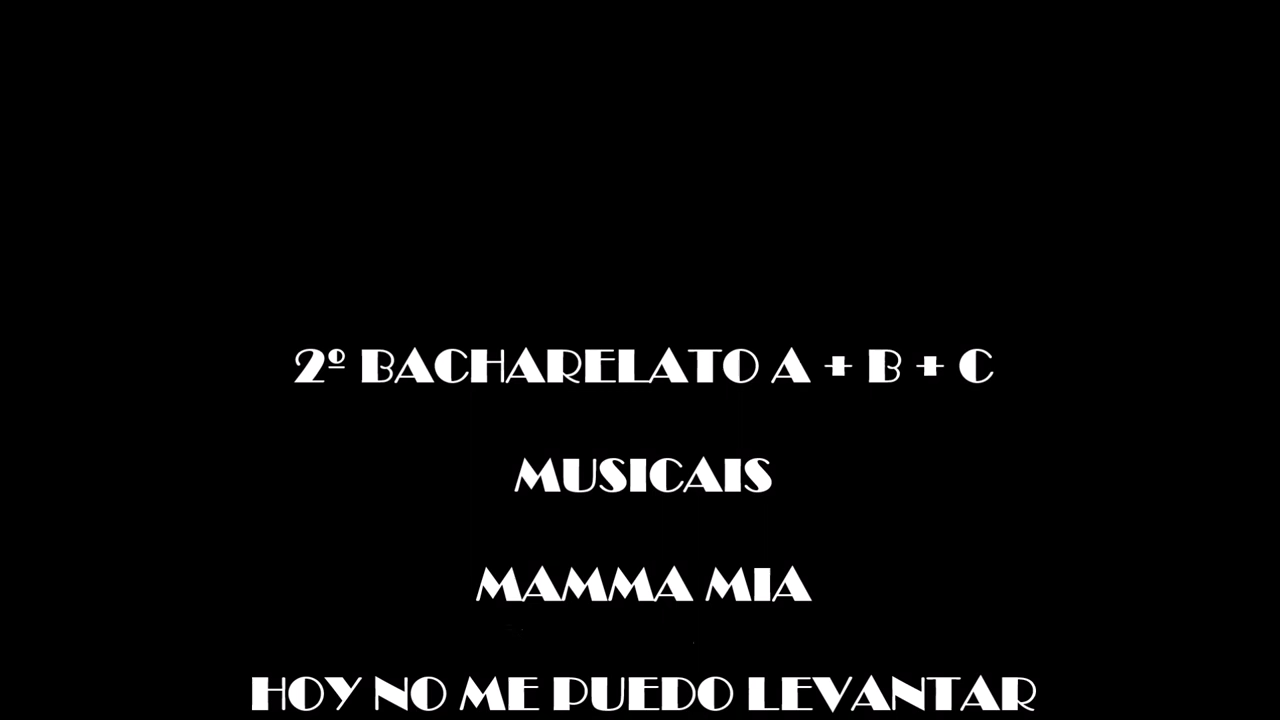 2º BACHARELATO A + B + C
MUSICAIS
MAMMA MIA
HOY NO ME PUEDO LEVANTAR